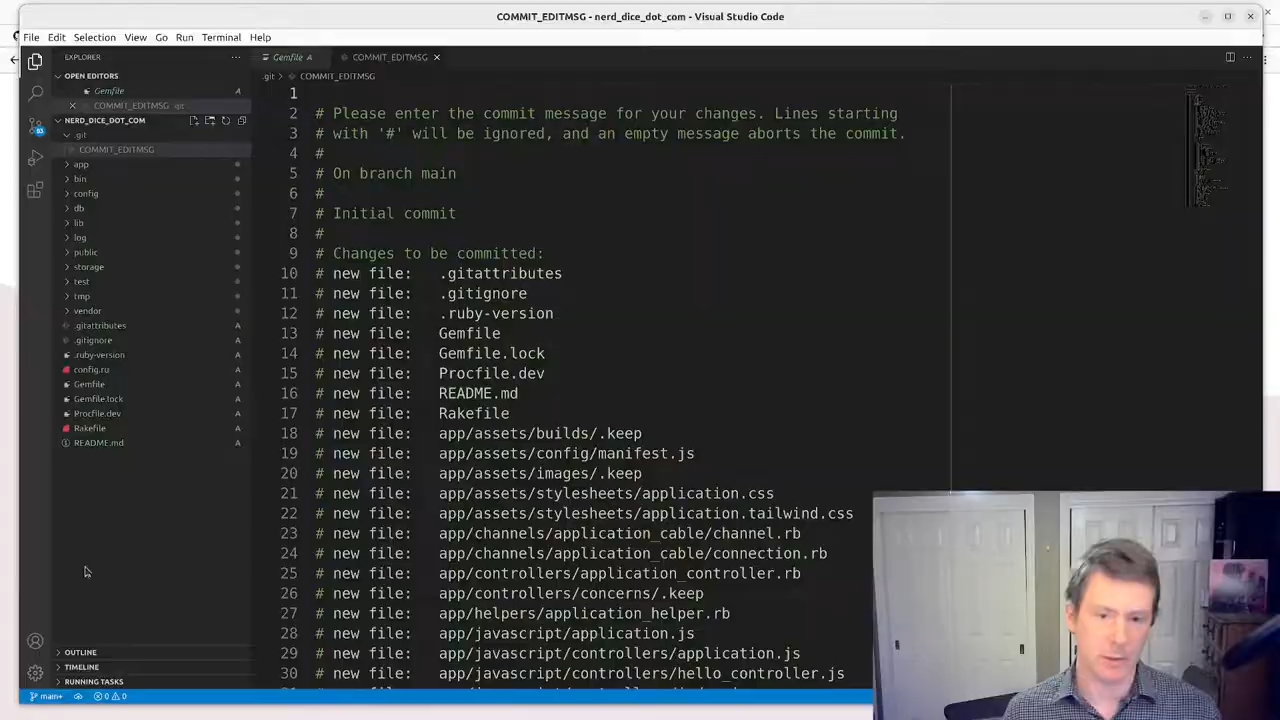 COMMIT_EDITMSG - nerd_dice_dot_com - Visual Studio Code
File Edit Selection View Go Run Terminal Help
EXPLORER
OPEN EDITORS
Gemfile A
COMMIT_EDITMSG .git
NERD_DICE_DOT_COM
.git
COMMIT_EDITMSG
app
bin
config
db
lib
log
public
storage
test
tmp
vendor
.gitattributes A
.gitignore A
.ruby-version A
config.ru A
Gemfile A
Gemfile.lock A
Procfile.dev A
Rakefile A
README.md A
OUTLINE
TIMELINE
RUNNING TASKS
Gemfile A COMMIT_EDITMSG
.git > COMMIT_EDITMSG
1
2 # Please enter the commit message for your changes. Lines starting
3 # with '#' will be ignored, and an empty message aborts the commit.
4 #
5 # On branch main
6 #
7 # Initial commit
8 #
9 # Changes to be committed:
10 # new file: .gitattributes
11 # new file: .gitignore
12 # new file: .ruby-version
13 # new file: Gemfile
14 # new file: Gemfile.lock
15 # new file: Procfile.dev
16 # new file: README.md
17 # new file: Rakefile
18 # new file: app/assets/builds/.keep
19 # new file: app/assets/config/manifest.js
20 # new file: app/assets/images/.keep
21 # new file: app/assets/stylesheets/application.css
22 # new file: app/assets/stylesheets/application.tailwind.css
23 # new file: app/channels/application_cable/channel.rb
24 # new file: app/channels/application_cable/connection.rb
25 # new file: app/controllers/application_controller.rb
26 # new file: app/controllers/concerns/.keep
27 # new file: app/helpers/application_helper.rb
28 # new file: app/javascript/application.js
29 # new file: app/javascript/controllers/application.js
30 # new file: app/javascript/controllers/hello_controller.js
main+ 0 0